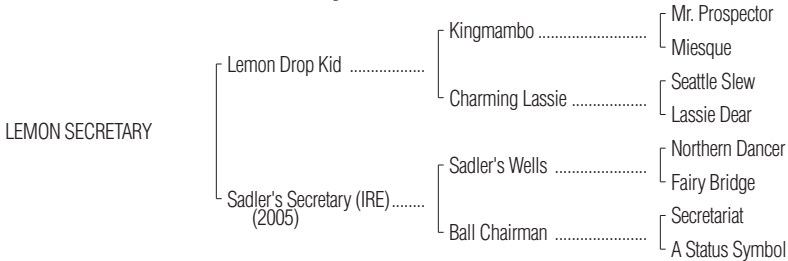 Mr. Prospector
Kingmambo ..........................
Miesque
Lemon Drop Kid ..................
Seattle Slew
Charming Lassie ..................
Lassie Dear
LEMON SECRETARY
Northern Dancer
Sadler's Wells ......................
Fairy Bridge
Sadler's Secretary (IRE)........
(2005)
Secretariat
Ball Chairman ......................
A Status Symbol